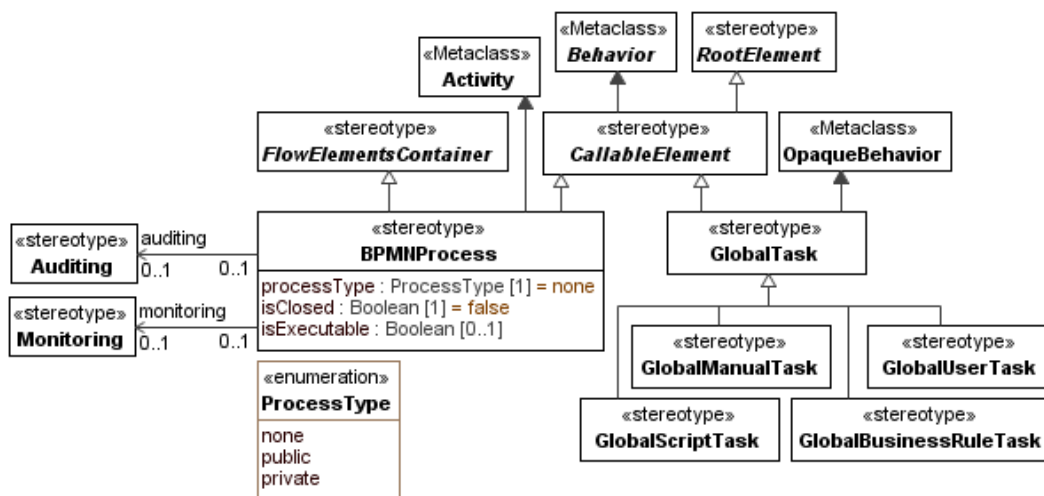 «Metaclass»
Behavior
«stereotype»
RootElement
«Metaclass»
Activity
«stereotype»
FlowElementsContainer
«stereotype»
CallableElement
«Metaclass»
OpaqueBehavior
«stereotype»
Auditing
auditing
0..1
0..1
«stereotype»
BPMNProcess
processType : ProcessType [1] = none
isClosed : Boolean [1] = false
isExecutable : Boolean [0..1]
«stereotype»
GlobalTask
«stereotype»
Monitoring
monitoring
0..1
0..1
«stereotype»
GlobalManualTask
«stereotype»
GlobalUserTask
«enumeration»
ProcessType
none
public
private
«stereotype»
GlobalScriptTask
«stereotype»
GlobalBusinessRuleTask